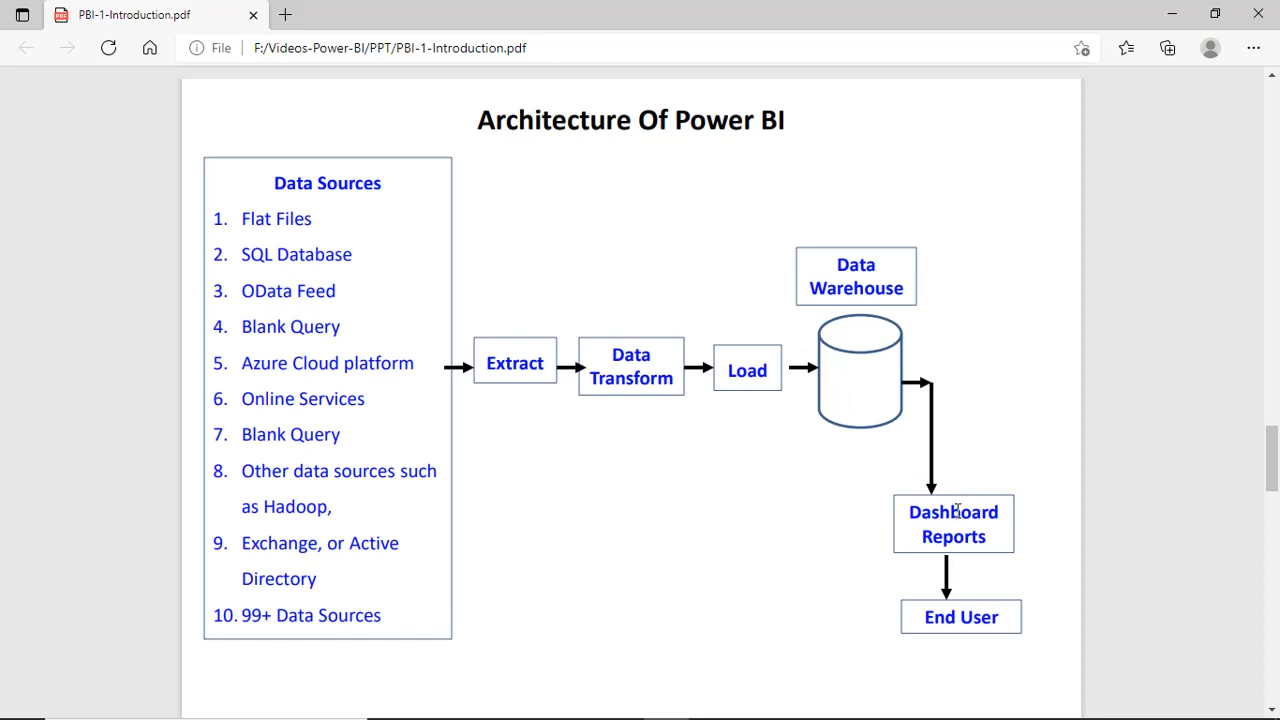 PBI-1-Introduction.pdf
File
F:/Videos-Power-BI/PPT/PBI-1-Introduction.pdf
Architecture Of Power BI
Data Sources
1. Flat Files
2. SQL Database
3. OData Feed
4. Blank Query
5. Azure Cloud platform
6. Online Services
7. Blank Query
8. Other data sources such
as Hadoop,
9. Exchange, or Active
Directory
10. 99+ Data Sources
Extract
Data
Transform
Load
Data
Warehouse
Dashboard
Reports
End User